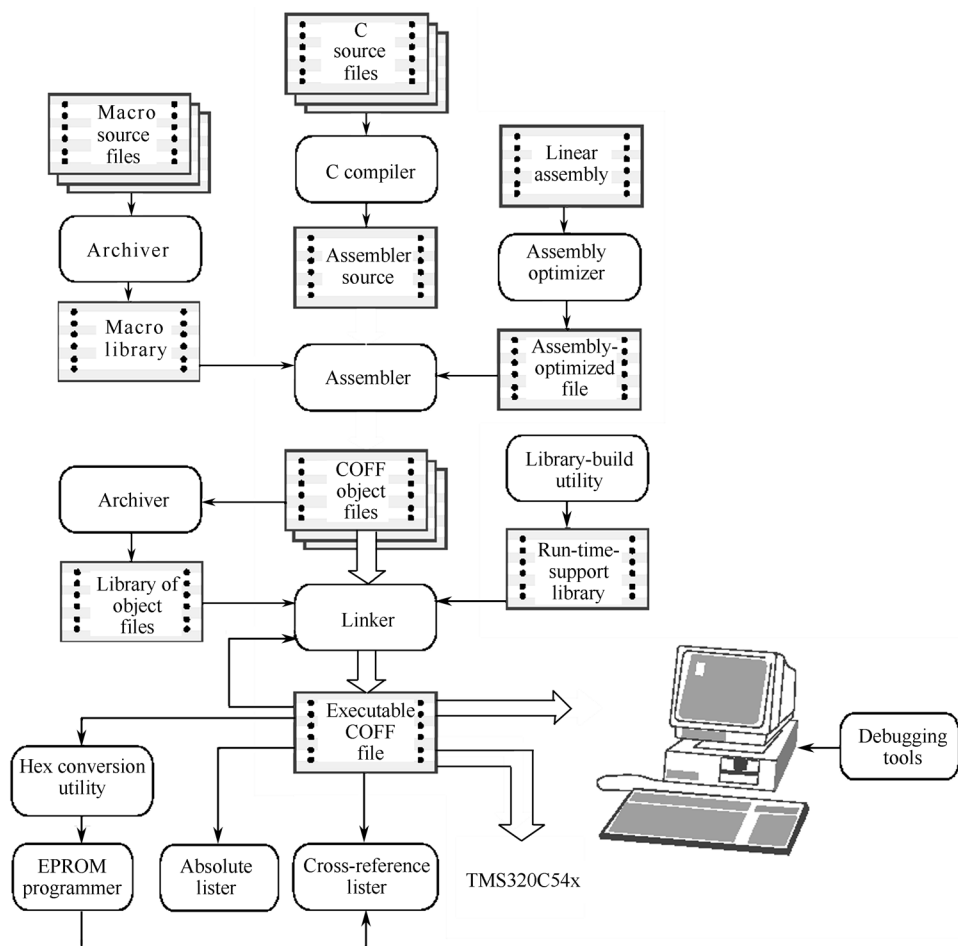 C
source
files
Macro
source
files
C compiler
Linear
assembly
Archiver
Assembler
source
Assembly
optimizer
Macro
library
Assembler
Assembly-
optimized
file
Archiver
COFF
object
files
Library-build
utility
Library of
object
files
Linker
Run-time-
support
library
Executable
COFF
file
Debugging
tools
Hex conversion
utility
EPROM
programmer
Absolute
lister
Cross-reference
lister
TMS320C54x